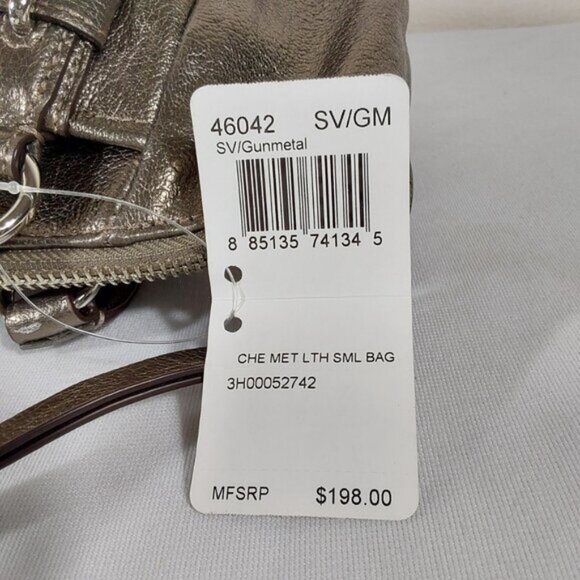 46042 SV/GM
SV/Gunmetal
8 85135 74134 5
CHE MET LTH SML BAG
3H00052742
MFSRP $198.00